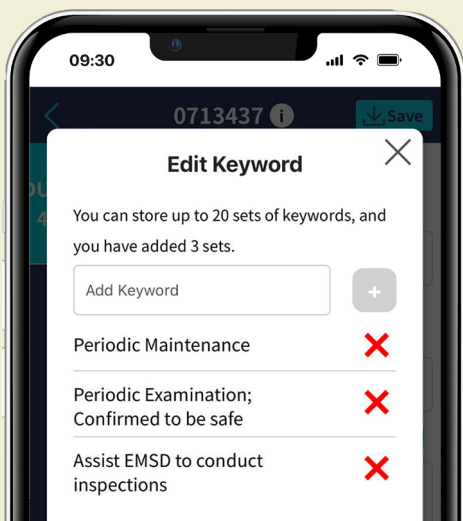 09:30
0713437 i Save
Edit Keyword
You can store up to 20 sets of keywords, and
you have added 3 sets.
Add Keyword +
Periodic Maintenance
Periodic Examination;
Confirmed to be safe
Assist EMSD to conduct
inspections